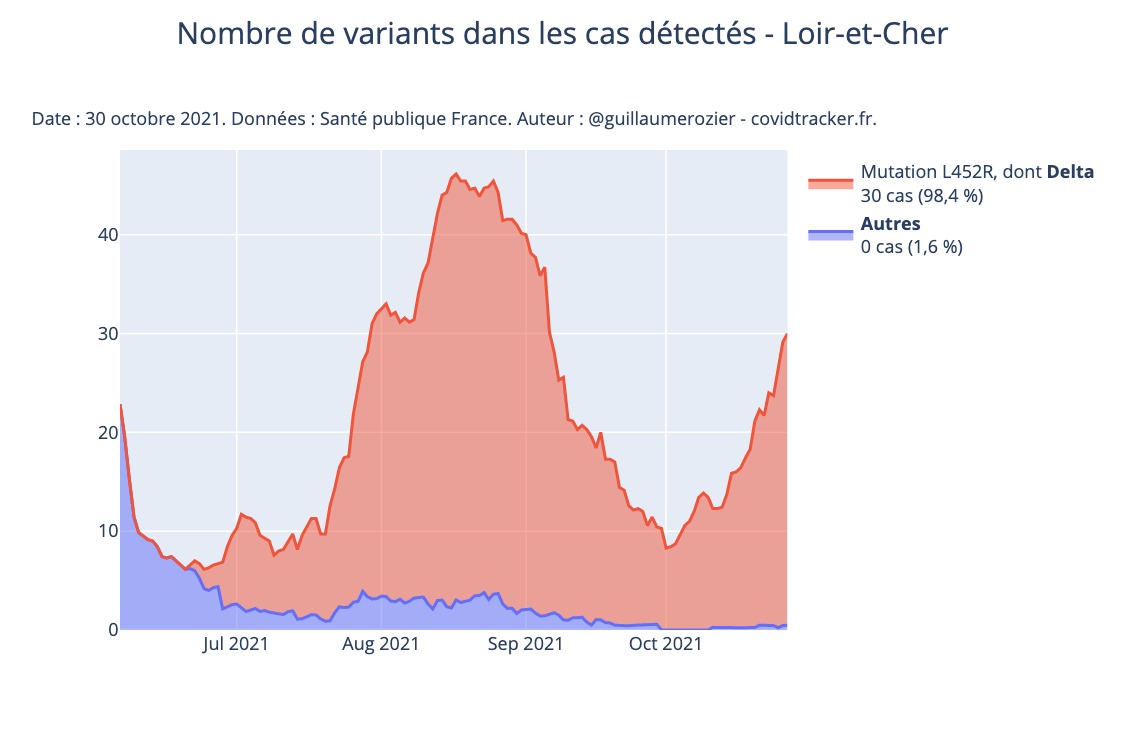 Nombre de variants dans les cas détectés - Loir-et-Cher
Date : 30 octobre 2021. Données : Santé publique France. Auteur : @guillaumerozier - covidtracker.fr.
Mutation L452R, dont Delta
30 cas (98,4 %)
Autres
0 cas (1,6 %)
40
30
20
10
0
Jul 2021
Aug 2021
Sep 2021
Oct 2021